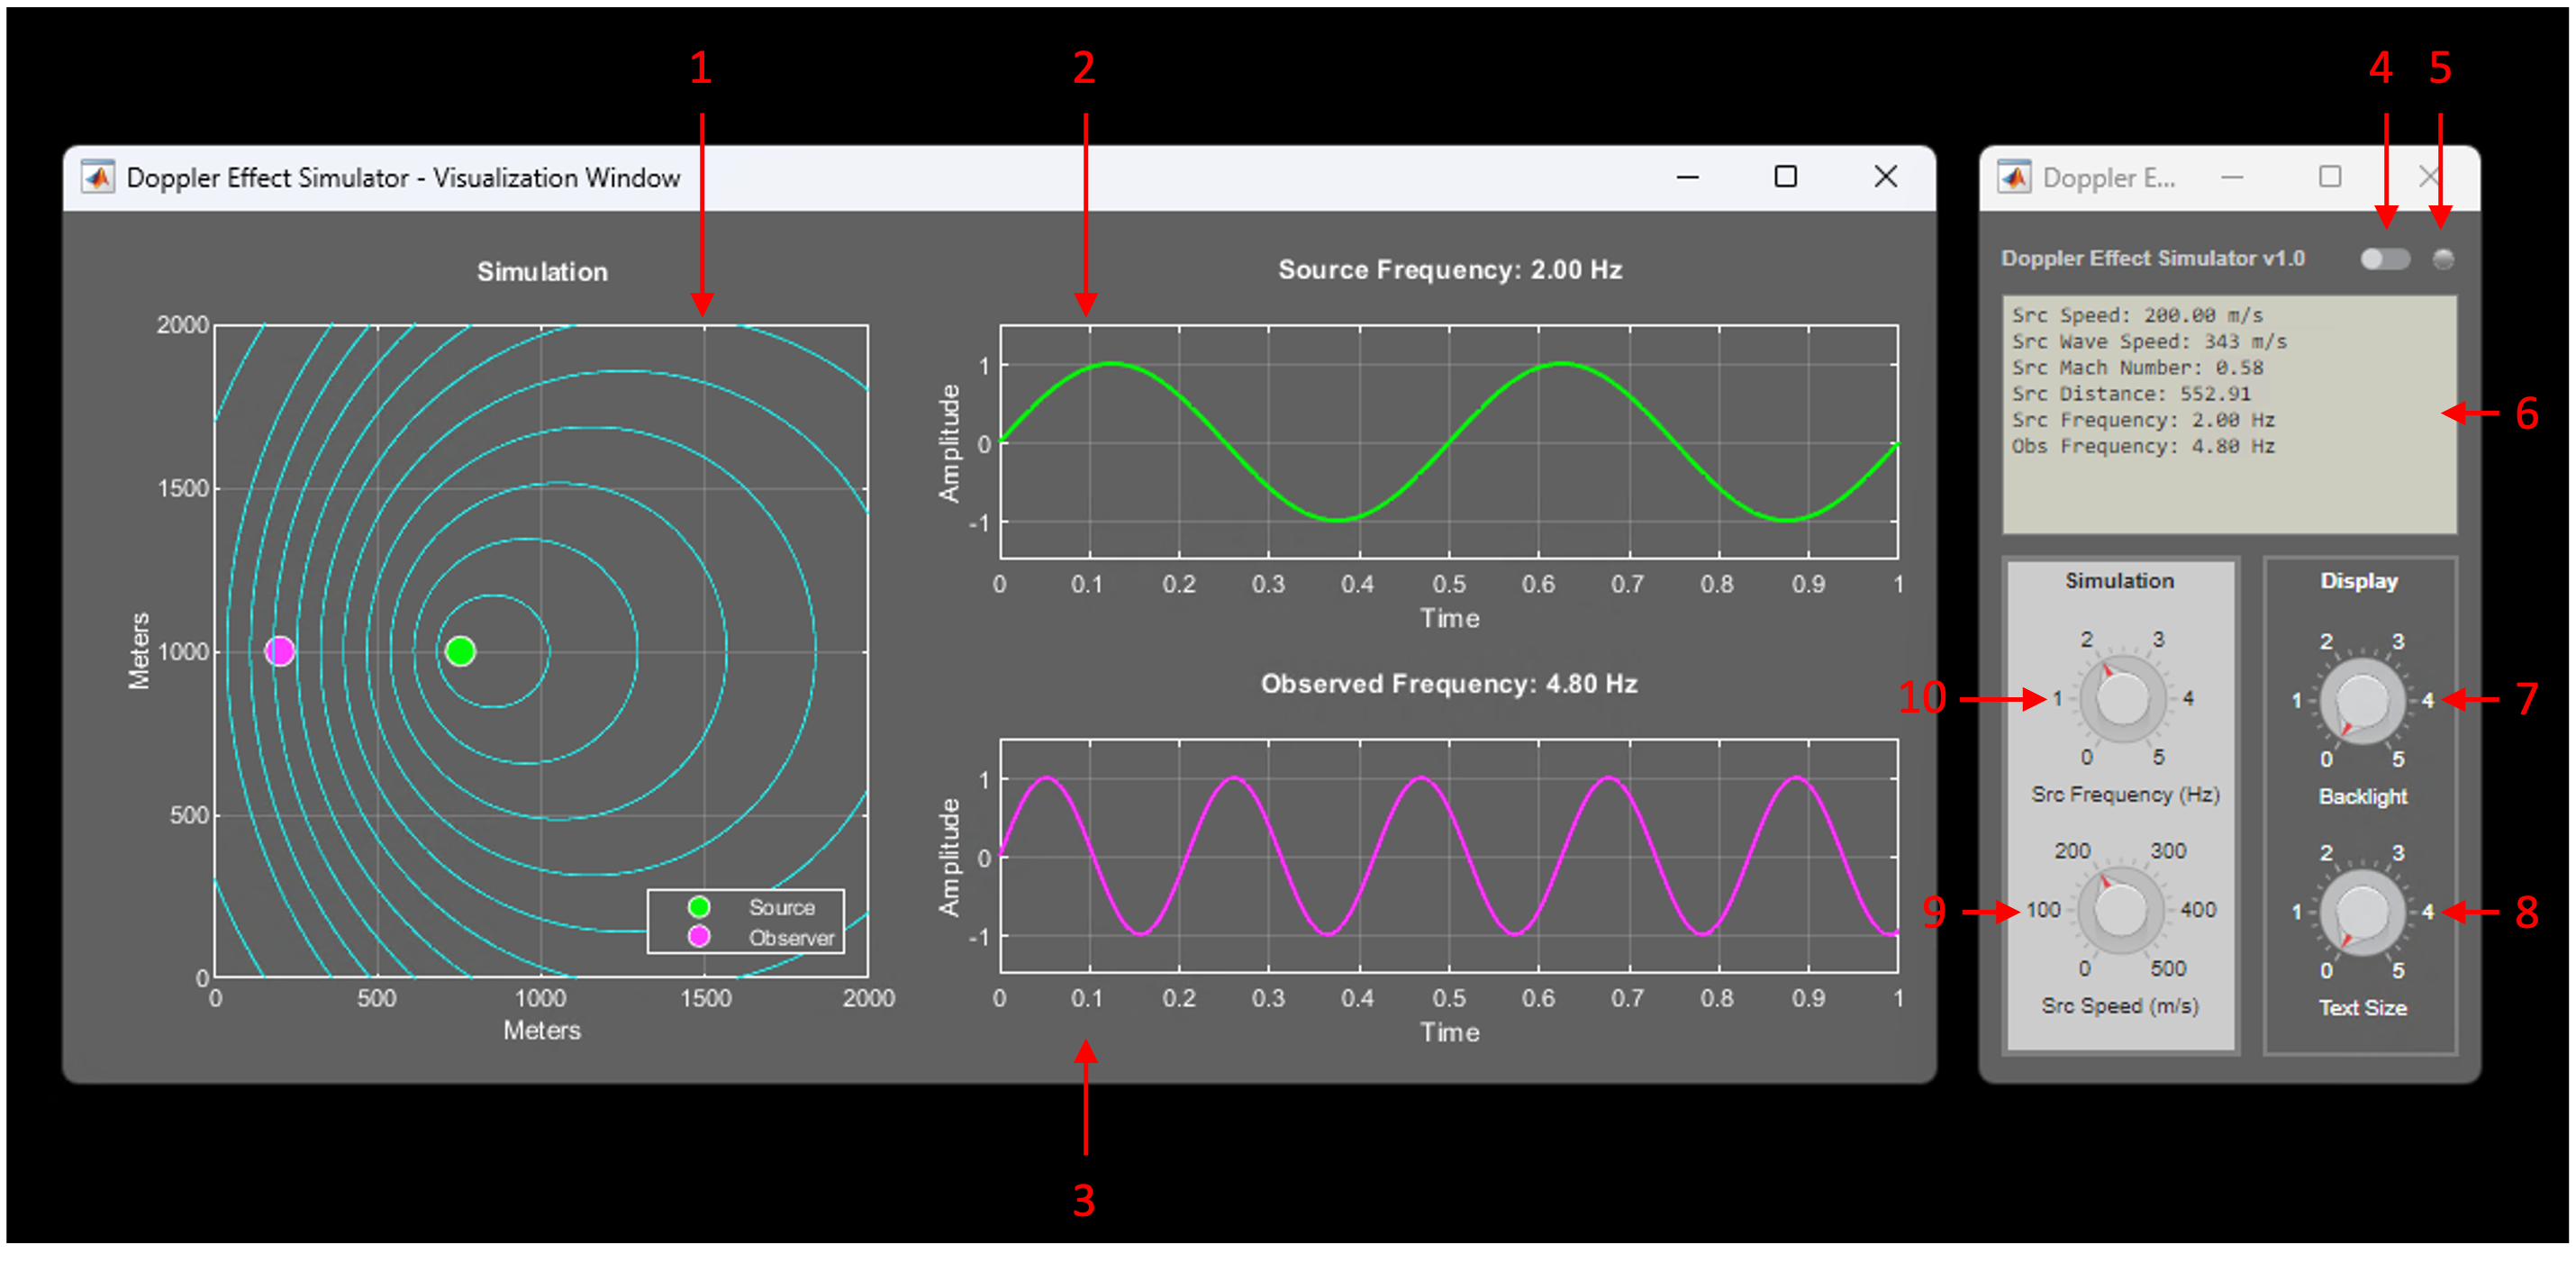 1
2
4
5
Doppler Effect Simulator - Visualization Window
Doppler E...
Simulation
2000
1500
1000
500
0
0
500
1000
1500
2000
Meters
Meters
Source
Observer
Source Frequency: 2.00 Hz
1
0
-1
Amplitude
0
0.1
0.2
0.3
0.4
0.5
0.6
0.7
0.8
0.9
1
Time
Observed Frequency: 4.80 Hz
1
0
-1
Amplitude
0
0.1
0.2
0.3
0.4
0.5
0.6
0.7
0.8
0.9
1
Time
3
Doppler Effect Simulator v1.0
Src Speed: 200.00 m/s
Src Wave Speed: 343 m/s
Src Mach Number: 0.58
Src Distance: 552.91
Src Frequency: 2.00 Hz
Obs Frequency: 4.80 Hz
6
Simulation
2
3
10
1
4
0
5
Src Frequency (Hz)
200
300
9
100
400
0
500
Src Speed (m/s)
Display
2
3
1
4
7
0
5
Backlight
2
3
1
4
8
0
5
Text Size